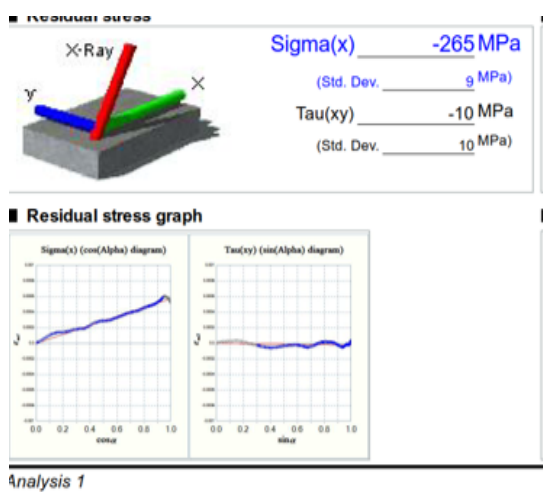 Residual stress
X-Ray
y
X
Sigma(x) -265 MPa
(Std. Dev. 9 MPa)
Tau(xy) -10 MPa
(Std. Dev. 10 MPa)
Residual stress graph
Sigma(x) (cos(Alpha) diagram)
Tau(xy) (sin(Alpha) diagram)
0.0 0.2 0.4 0.6 0.8 1.0
cosα
0.0 0.2 0.4 0.6 0.8 1.0
sinα
Analysis 1